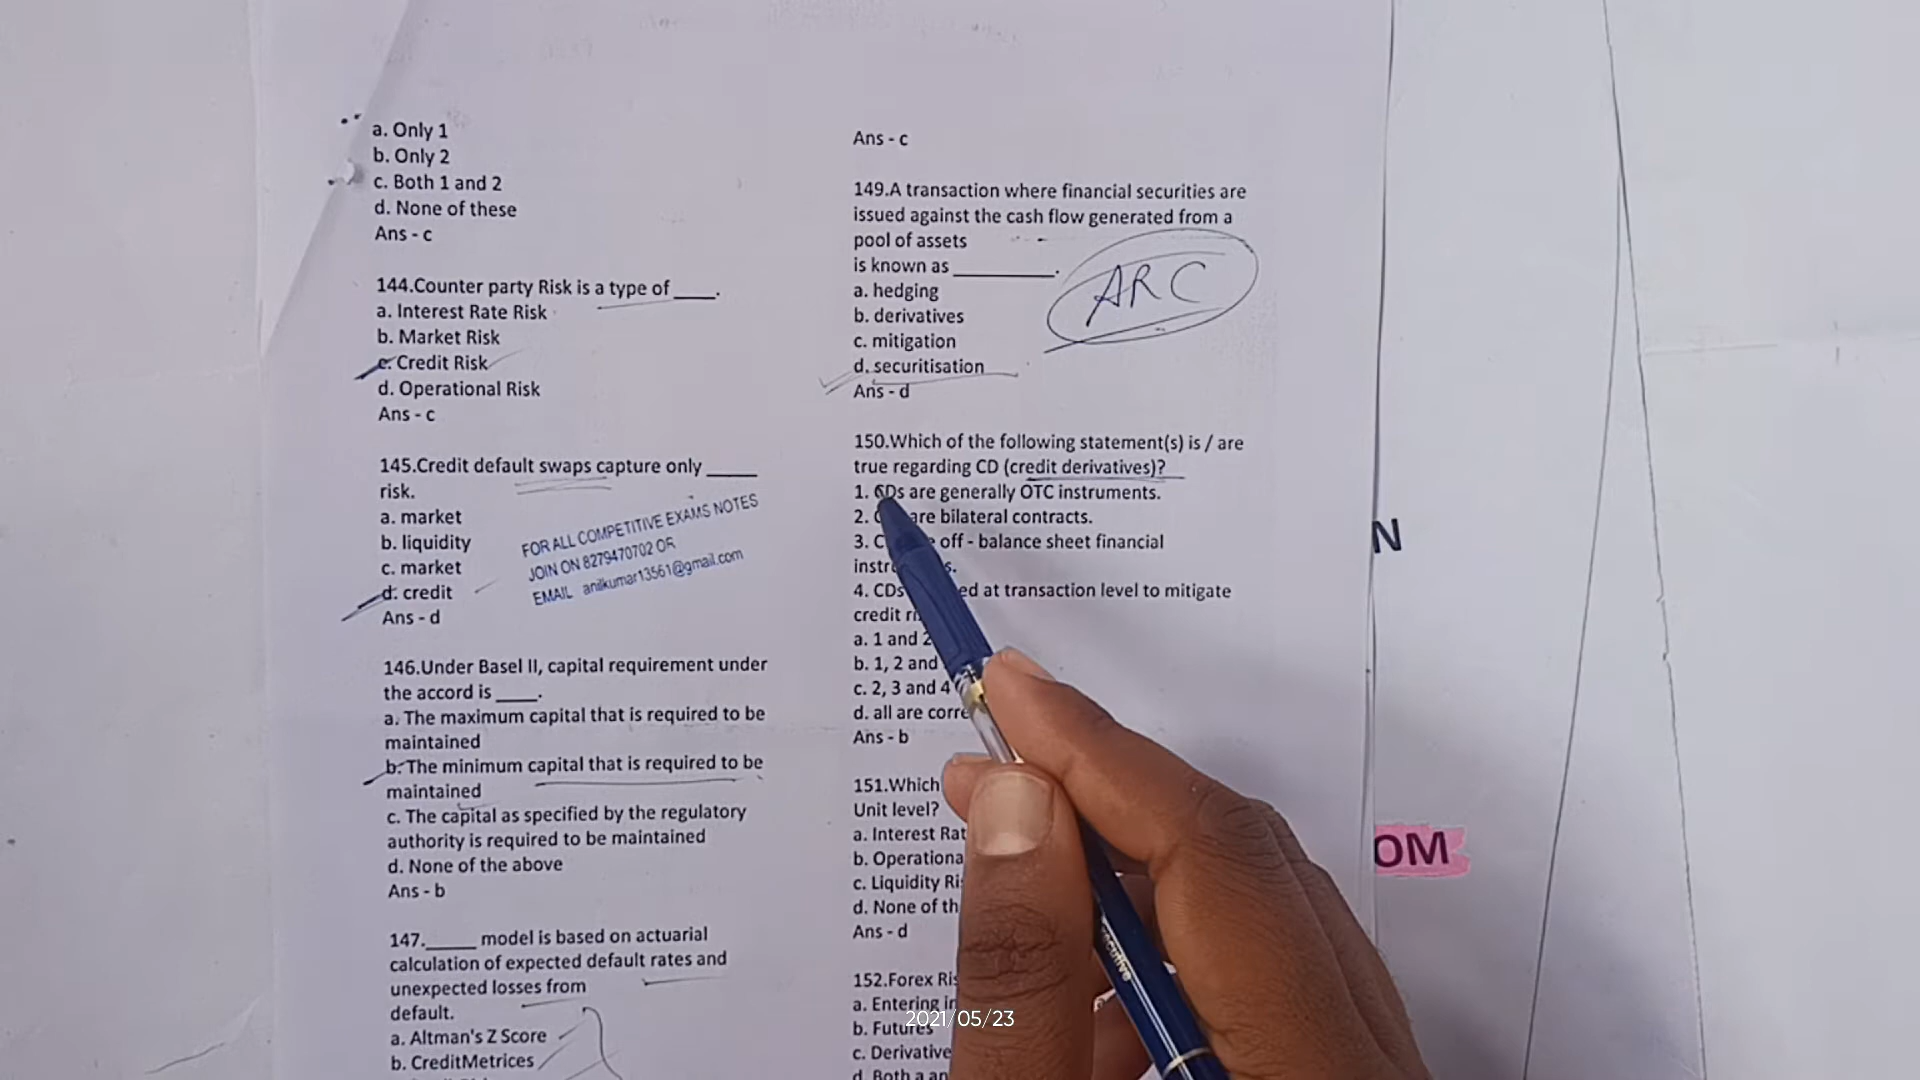 a. Only 1
b. Only 2
c. Both 1 and 2
d. None of these
Ans - c
144.Counter party Risk is a type of ____.
a. Interest Rate Risk
b. Market Risk
c. Credit Risk
d. Operational Risk
Ans - c
145.Credit default swaps capture only _____
risk.
a. market
b. liquidity
c. market
d. credit
Ans - d
FOR ALL COMPETITIVE EXAMS NOTES
JOIN ON 8279470702 OR
EMAIL anilkumar13561@gmail.com
146.Under Basel II, capital requirement under
the accord is ____.
a. The maximum capital that is required to be
maintained
b. The minimum capital that is required to be
maintained
c. The capital as specified by the regulatory
authority is required to be maintained
d. None of the above
Ans - b
147._____ model is based on actuarial
calculation of expected default rates and
unexpected losses from
default.
a. Altman's Z Score
b. CreditMetrices
Ans - c
149.A transaction where financial securities are
issued against the cash flow generated from a
pool of assets
is known as __________.
a. hedging
b. derivatives
c. mitigation
d. securitisation
Ans - d
ARC
150.Which of the following statement(s) is / are
true regarding CD (credit derivatives)?
1. CDs are generally OTC instruments.
2. are bilateral contracts.
3. off - balance sheet financial
4. CDs at transaction level to mitigate
credit
a. 1 and 2
b. 1, 2 and
c. 2, 3 and 4
d. all are
Ans - b
151.Which
Unit level?
a. Interest
b.
c. Liquidity
d. None of
Ans - d
152.Forex
a. Entering
b. Futures
c.
d. Both a
N
OM
2021/05/23